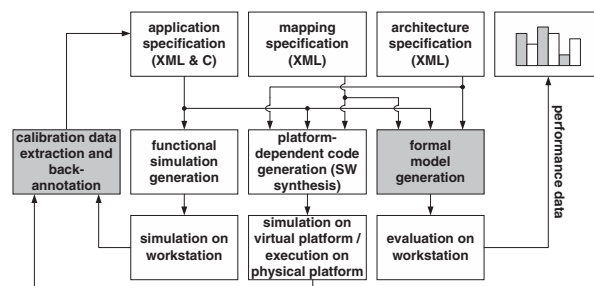 application
specification
(XML & C)
mapping
specification
(XML)
architecture
specification
(XML)
calibration data
extraction and
back-
annotation
functional
simulation
generation
platform-
dependent code
generation (SW
synthesis)
formal
model
generation
performance data
simulation on
workstation
simulation on
virtual platform /
execution on
physical platform
evaluation on
workstation